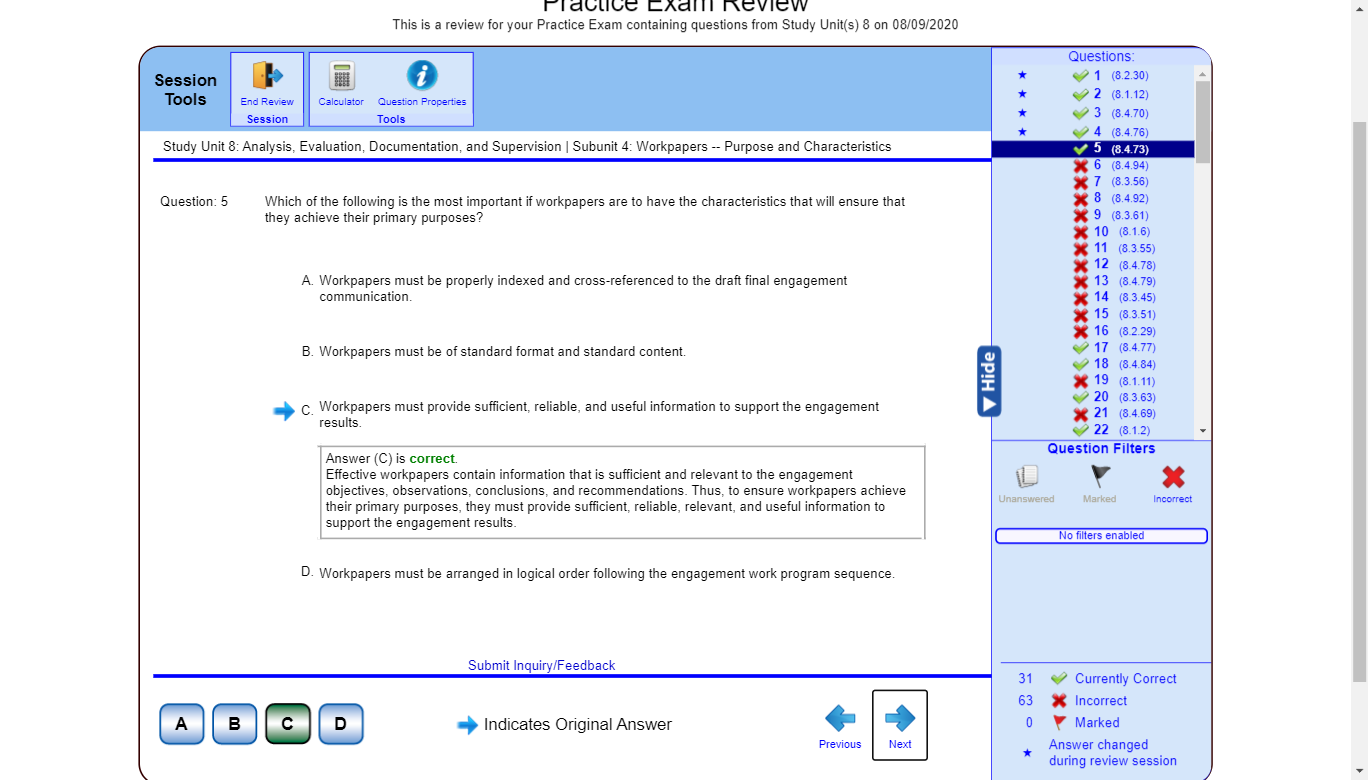 Practice Exam Review
This is a review for your Practice Exam containing questions from Study Unit(s) 8 on 08/09/2020
Session
Tools
End Review
Session
Calculator
Question Properties
Tools
Study Unit 8: Analysis, Evaluation, Documentation, and Supervision | Subunit 4: Workpapers -- Purpose and Characteristics
Question: 5
Which of the following is the most important if workpapers are to have the characteristics that will ensure that
they achieve their primary purposes?
A. Workpapers must be properly indexed and cross-referenced to the draft final engagement
communication.
B. Workpapers must be of standard format and standard content.
C. Workpapers must provide sufficient, reliable, and useful information to support the engagement
results.
Answer (C) is correct.
Effective workpapers contain information that is sufficient and relevant to the engagement
objectives, observations, conclusions, and recommendations. Thus, to ensure workpapers achieve
their primary purposes, they must provide sufficient, reliable, relevant, and useful information to
support the engagement results.
D. Workpapers must be arranged in logical order following the engagement work program sequence.
Submit Inquiry/Feedback
A B C D
Indicates Original Answer
Previous
Next
Hide
Questions:
1 (8.2.30)
2 (8.1.12)
3 (8.4.70)
4 (8.4.76)
5 (8.4.73)
6 (8.4.94)
7 (8.3.56)
8 (8.4.92)
9 (8.3.61)
10 (8.1.6)
11 (8.3.55)
12 (8.4.78)
13 (8.4.79)
14 (8.3.45)
15 (8.3.51)
16 (8.2.29)
17 (8.4.77)
18 (8.4.84)
19 (8.1.11)
20 (8.3.63)
21 (8.4.69)
22 (8.1.2)
Question Filters
Unanswered
Marked
Incorrect
No filters enabled
31 Currently Correct
63 Incorrect
0 Marked
Answer changed
during review session